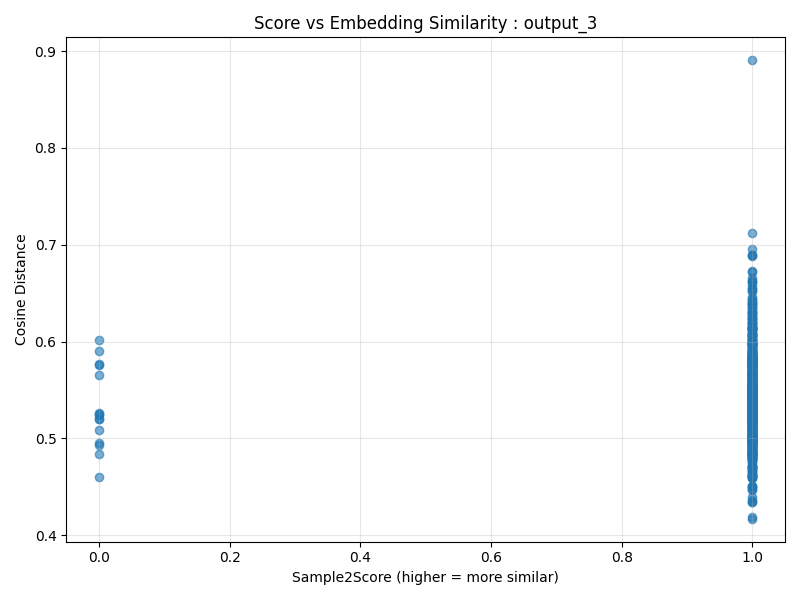 Score vs Embedding Similarity : output_3
Cosine Distance
0.9
0.8
0.7
0.6
0.5
0.4
0.0 0.2 0.4 0.6 0.8 1.0
Sample2Score (higher = more similar)